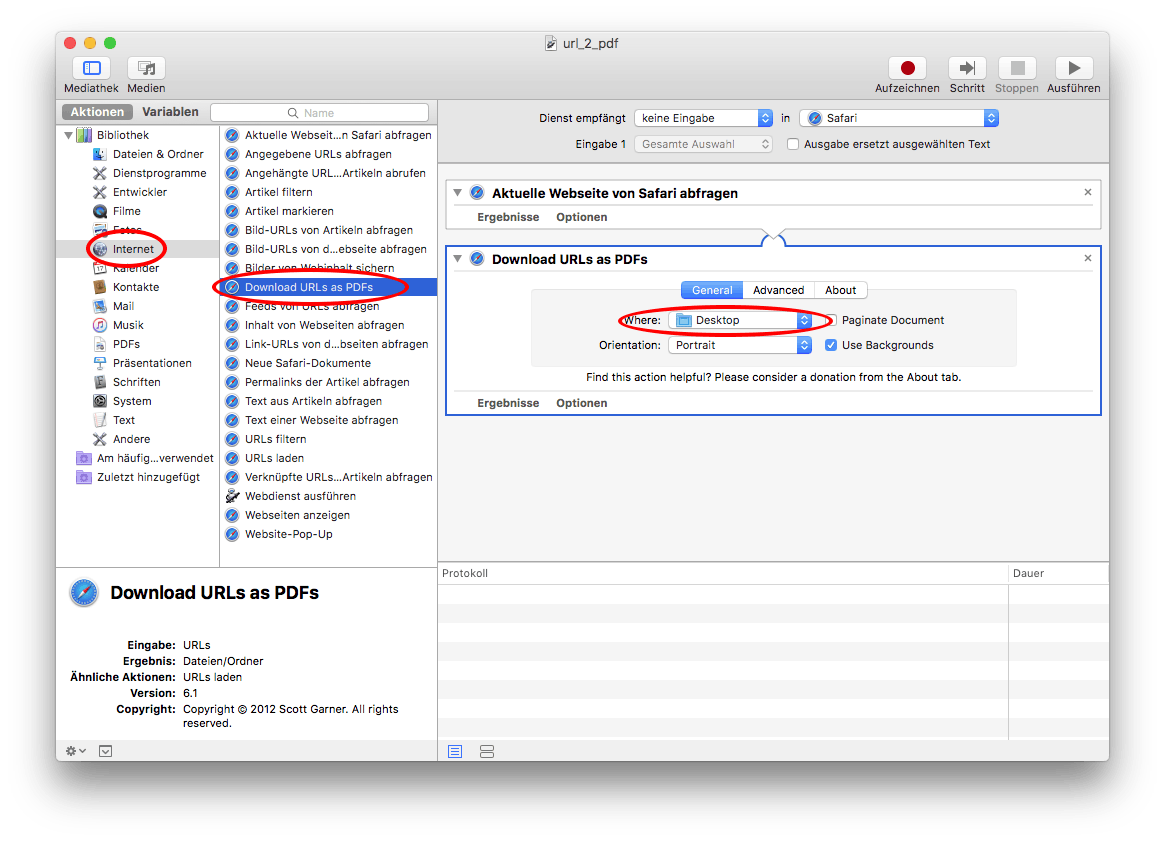 url_2_pdf
Mediathek Medien Aufzeichnen Schritt Stoppen Ausführen
Aktionen Variablen Name
Bibliothek
Dateien & Ordner
Dienstprogramme
Entwickler
Filme
Fotos
Internet
Kalender
Kontakte
Mail
Musik
PDFs
Präsentationen
Schriften
System
Text
Andere
Am häufig...verwendet
Zuletzt hinzugefügt
Aktuelle Webseit...n Safari abfragen
Angegebene URLs abfragen
Angehängte URL...Artikeln abrufen
Artikel filtern
Artikel markieren
Bild-URLs von Artikeln abfragen
Bild-URLs von d...ebseite abfragen
Bilder von Webinhalt sichern
Download URLs as PDFs
Feeds von URLs abfragen
Inhalt von Webseiten abfragen
Link-URLs von d...bseiten abfragen
Neue Safari-Dokumente
Permalinks der Artikel abfragen
Text aus Artikeln abfragen
Text einer Webseite abfragen
URLs filtern
URLs laden
Verknüpfte URLs...Artikeln abfragen
Webdienst ausführen
Webseiten anzeigen
Website-Pop-Up
Dienst empfängt keine Eingabe in Safari
Eingabe 1 Gesamte Auswahl Ausgabe ersetzt ausgewählten Text
Aktuelle Webseite von Safari abfragen
Ergebnisse Optionen
Download URLs as PDFs
General Advanced About
Where: Desktop Paginate Document
Orientation: Portrait Use Backgrounds
Find this action helpful? Please consider a donation from the About tab.
Ergebnisse Optionen
Protokoll Dauer
Download URLs as PDFs
Eingabe: URLs
Ergebnis: Dateien/Ordner
Ähnliche Aktionen: URLs laden
Version: 6.1
Copyright: Copyright © 2012 Scott Garner. All rights
reserved.